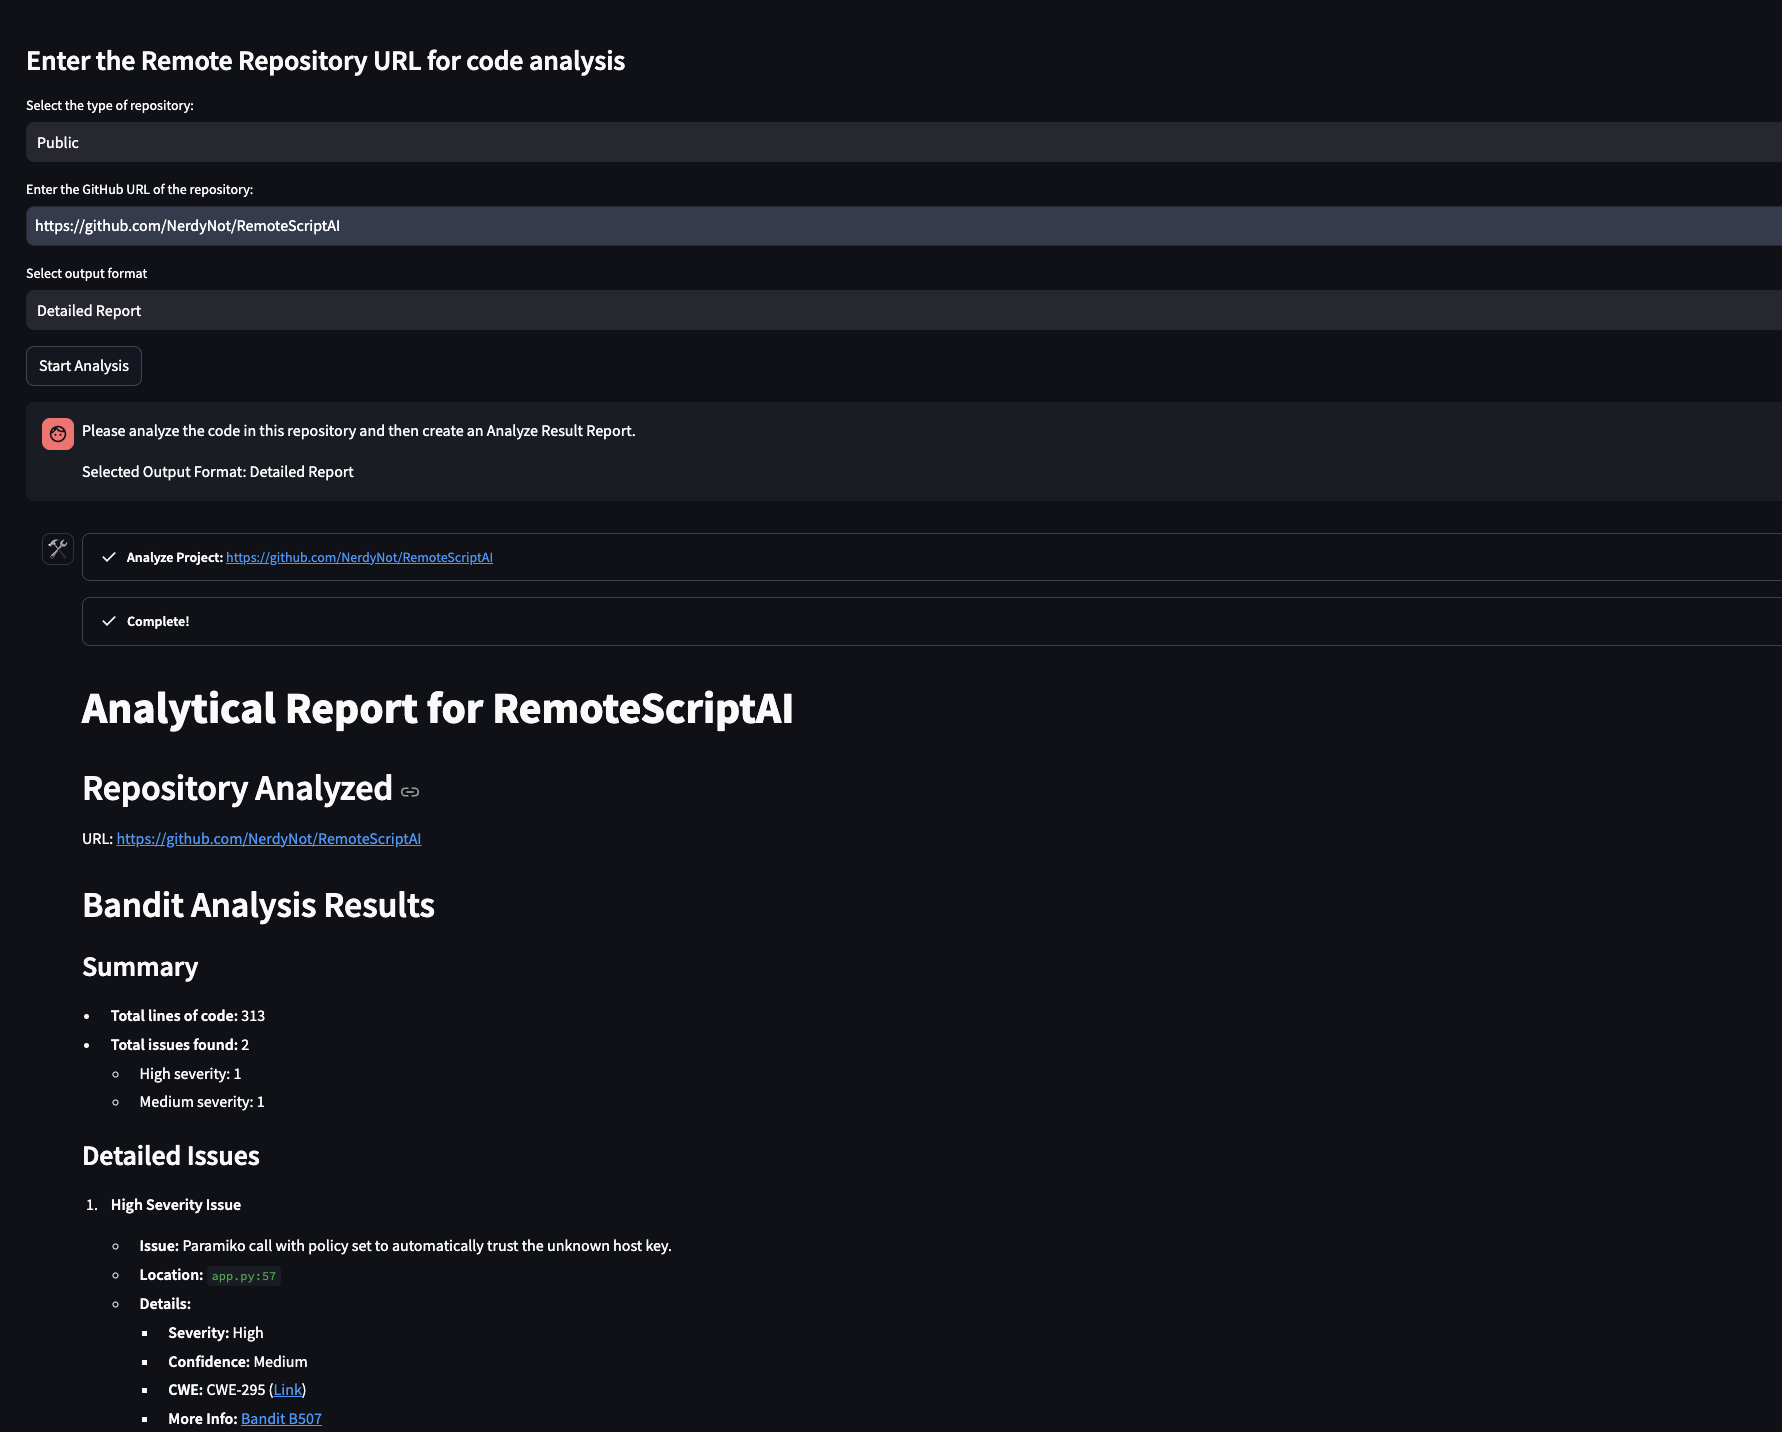 Enter the Remote Repository URL for code analysis
Select the type of repository:
Public
Enter the GitHub URL of the repository:
https://github.com/NerdyNot/RemoteScriptAI
Select output format
Detailed Report
Start Analysis
Please analyze the code in this repository and then create an Analyze Result Report.
Selected Output Format: Detailed Report
Analyze Project: https://github.com/NerdyNot/RemoteScriptAI
Complete!
Analytical Report for RemoteScriptAI
Repository Analyzed
URL: https://github.com/NerdyNot/RemoteScriptAI
Bandit Analysis Results
Summary
• Total lines of code: 313
• Total issues found: 2
◦ High severity: 1
◦ Medium severity: 1
Detailed Issues
1. High Severity Issue
◦ Issue: Paramiko call with policy set to automatically trust the unknown host key.
◦ Location: app.py:57
◦ Details:
▪ Severity: High
▪ Confidence: Medium
▪ CWE: CWE-295 (Link)
▪ More Info: Bandit B507